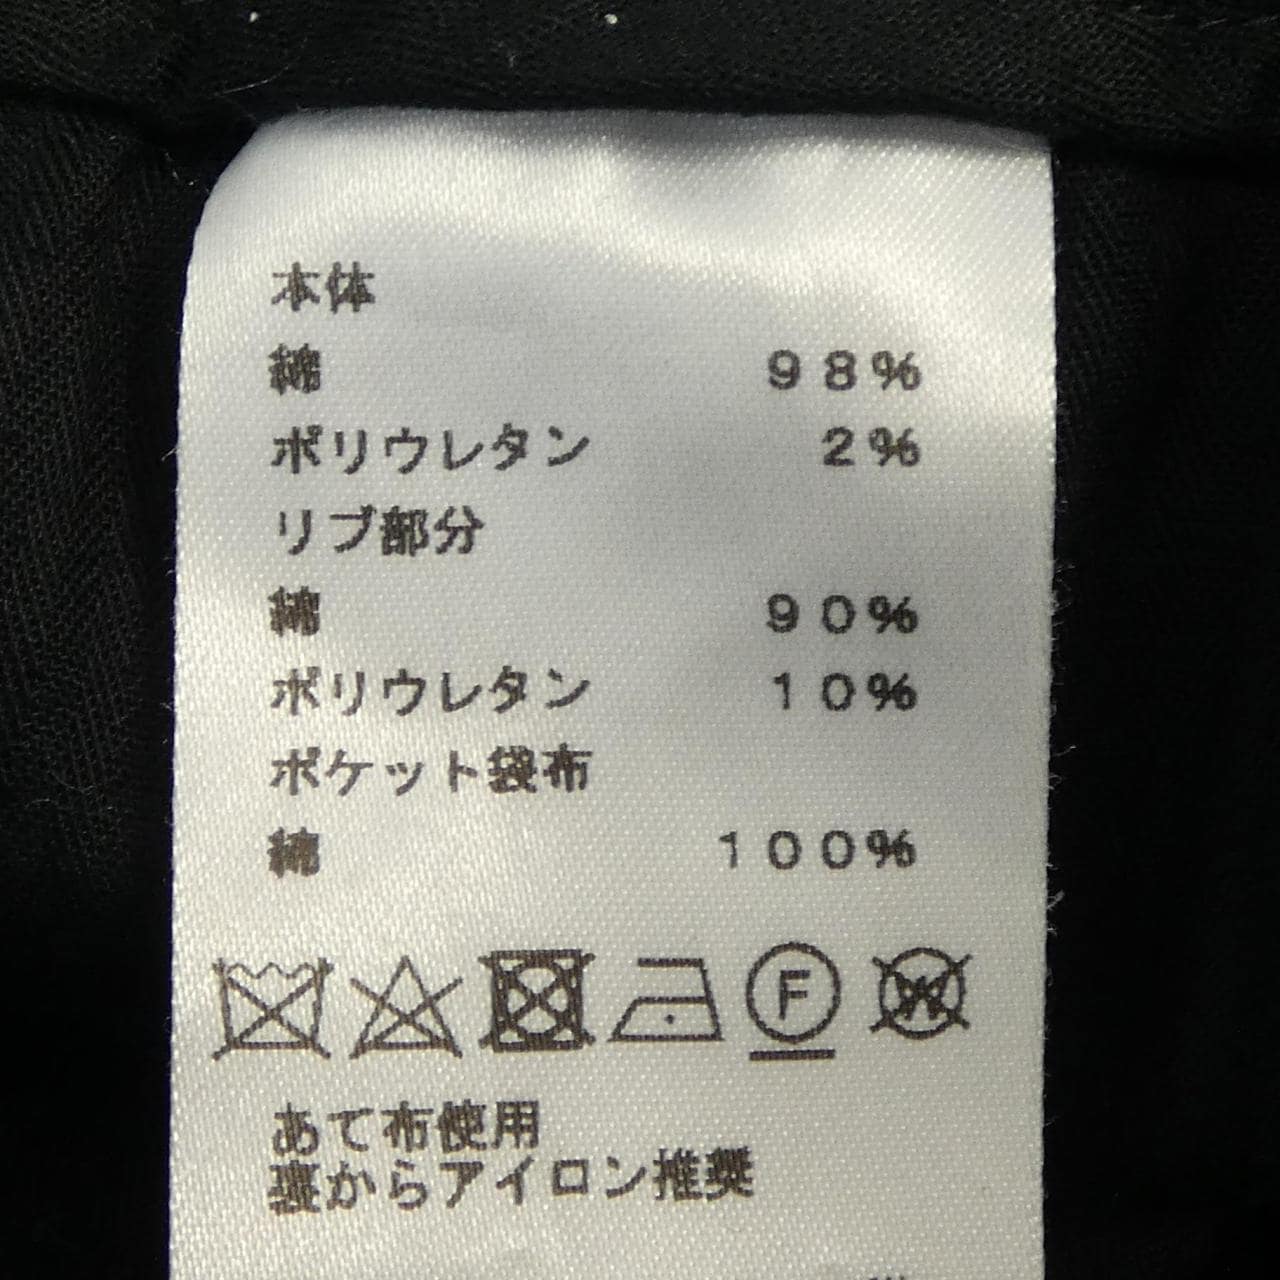 本体
綿 98%
ポリウレタン 2%
リブ部分
綿 90%
ポリウレタン 10%
ポケット袋布
綿 100%
F W
あて布使用
裏からアイロン推奨